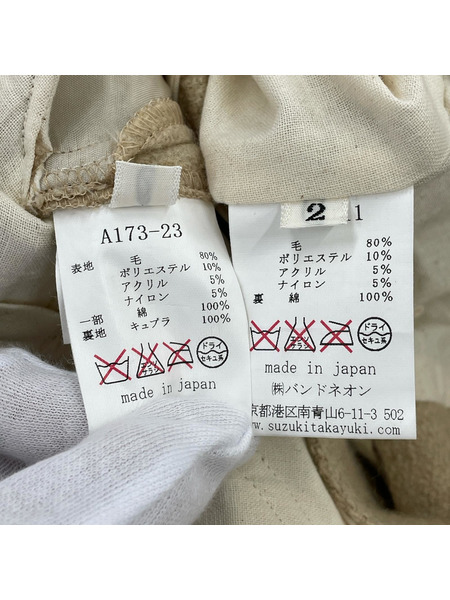 A173-23
毛 80%
表地 ポリエステル 10%
アクリル 5%
ナイロン 5%
綿 100%
一部
裏地 キュプラ 100%
ドライ
セキユ系
made in japan
2 1
毛 80%
ポリエステル 10%
アクリル 5%
ナイロン 5%
裏 綿 100%
ドライ
セキユ系
made in japan
㈱バンドネオン
京都港区南青山6-11-3 502
www.suzukitakayuki.com